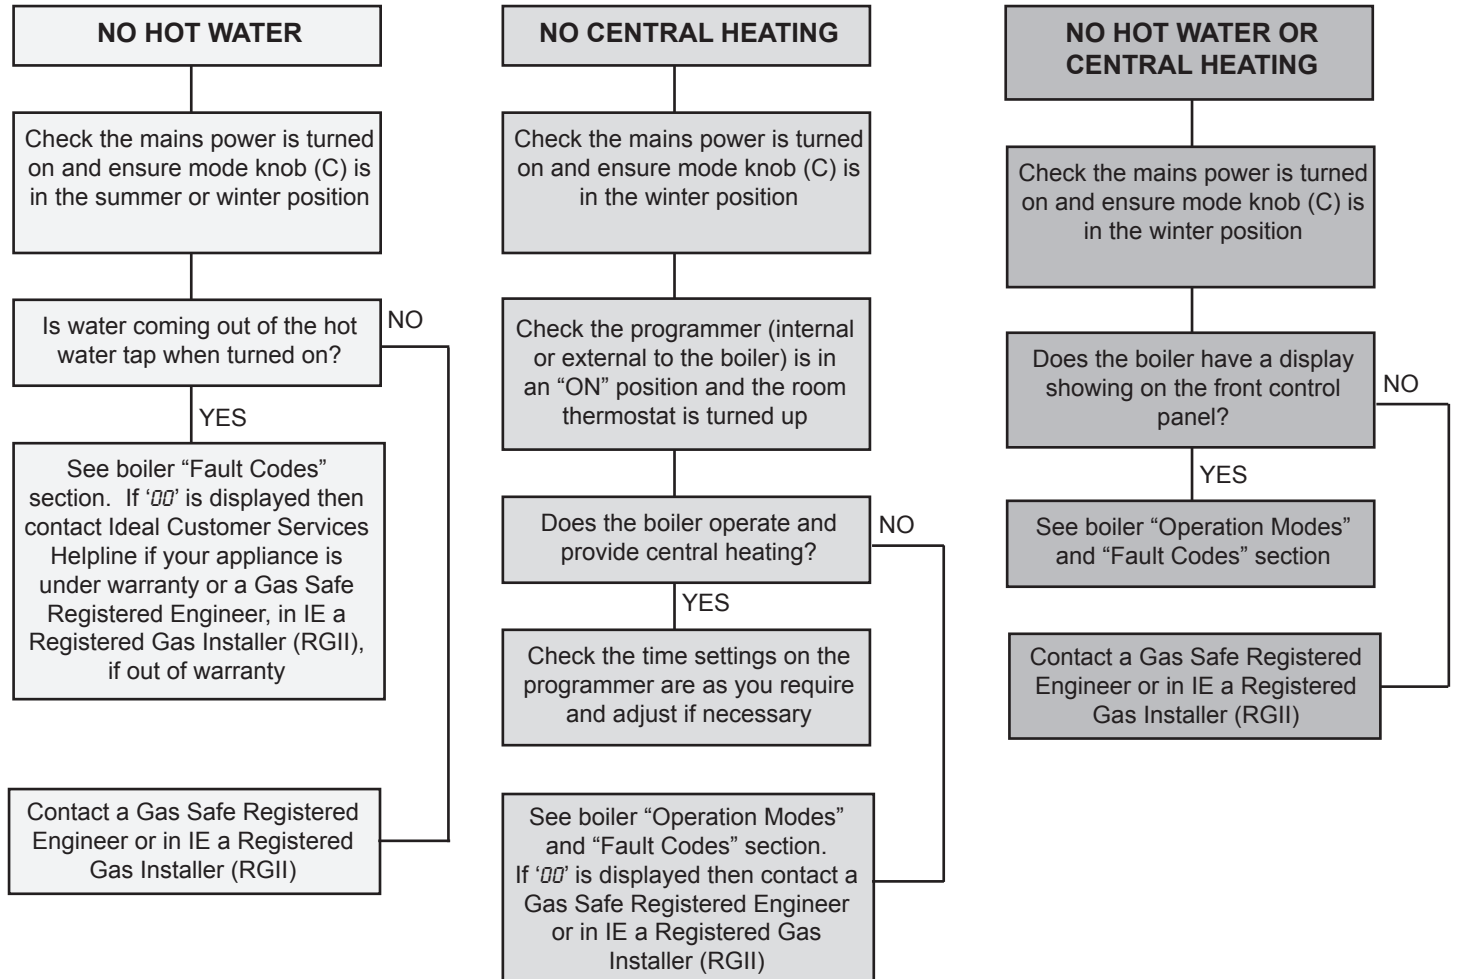 NO HOT WATER
Check the mains power is turned
on and ensure mode knob (C) is
in the summer or winter position
Is water coming out of the hot
water tap when turned on?
NO
YES
See boiler “Fault Codes”
section.  If ‘00’ is displayed then
contact Ideal Customer Services
Helpline if your appliance is
under warranty or a Gas Safe
Registered Engineer, in IE a
Registered Gas Installer (RGII),
if out of warranty
Contact a Gas Safe Registered
Engineer or in IE a Registered
Gas Installer (RGII)
NO CENTRAL HEATING
Check the mains power is turned
on and ensure mode knob (C) is
in the winter position
Check the programmer (internal
or external to the boiler) is in
an “ON” position and the room
thermostat is turned up
Does the boiler operate and
provide central heating?
NO
YES
Check the time settings on the
programmer are as you require
and adjust if necessary
See boiler “Operation Modes”
and “Fault Codes” section.
If ‘00’ is displayed then contact a
Gas Safe Registered Engineer
or in IE a Registered Gas
Installer (RGII)
NO HOT WATER OR
CENTRAL HEATING
Check the mains power is turned
on and ensure mode knob (C) is
in the winter position
Does the boiler have a display
showing on the front control
panel?
NO
YES
See boiler “Operation Modes”
and “Fault Codes” section
Contact a Gas Safe Registered
Engineer or in IE a Registered
Gas Installer (RGII)